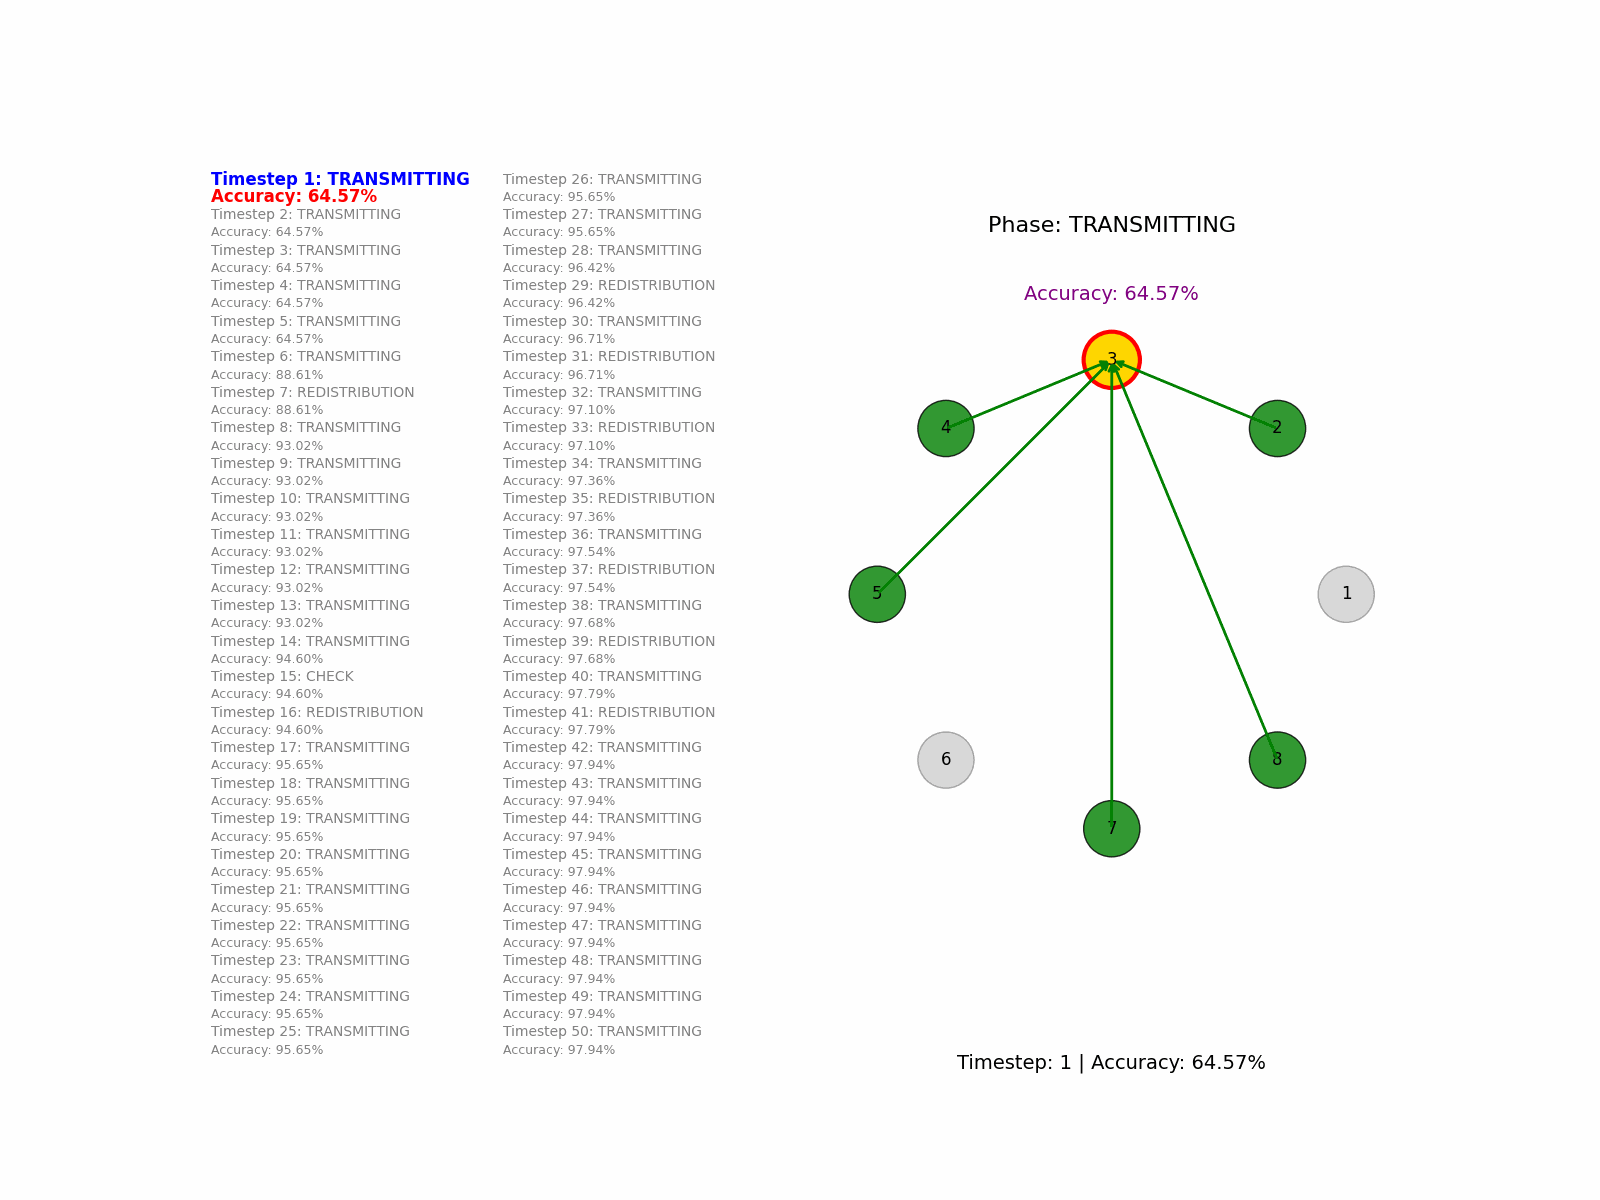 Timestep 1: TRANSMITTING
Accuracy: 64.57%
Timestep 2: TRANSMITTING
Accuracy: 64.57%
Timestep 3: TRANSMITTING
Accuracy: 64.57%
Timestep 4: TRANSMITTING
Accuracy: 64.57%
Timestep 5: TRANSMITTING
Accuracy: 64.57%
Timestep 6: TRANSMITTING
Accuracy: 88.61%
Timestep 7: REDISTRIBUTION
Accuracy: 88.61%
Timestep 8: TRANSMITTING
Accuracy: 93.02%
Timestep 9: TRANSMITTING
Accuracy: 93.02%
Timestep 10: TRANSMITTING
Accuracy: 93.02%
Timestep 11: TRANSMITTING
Accuracy: 93.02%
Timestep 12: TRANSMITTING
Accuracy: 93.02%
Timestep 13: TRANSMITTING
Accuracy: 93.02%
Timestep 14: TRANSMITTING
Accuracy: 94.60%
Timestep 15: CHECK
Accuracy: 94.60%
Timestep 16: REDISTRIBUTION
Accuracy: 94.60%
Timestep 17: TRANSMITTING
Accuracy: 95.65%
Timestep 18: TRANSMITTING
Accuracy: 95.65%
Timestep 19: TRANSMITTING
Accuracy: 95.65%
Timestep 20: TRANSMITTING
Accuracy: 95.65%
Timestep 21: TRANSMITTING
Accuracy: 95.65%
Timestep 22: TRANSMITTING
Accuracy: 95.65%
Timestep 23: TRANSMITTING
Accuracy: 95.65%
Timestep 24: TRANSMITTING
Accuracy: 95.65%
Timestep 25: TRANSMITTING
Accuracy: 95.65%
Timestep 26: TRANSMITTING
Accuracy: 95.65%
Timestep 27: TRANSMITTING
Accuracy: 95.65%
Timestep 28: TRANSMITTING
Accuracy: 96.42%
Timestep 29: REDISTRIBUTION
Accuracy: 96.42%
Timestep 30: TRANSMITTING
Accuracy: 96.71%
Timestep 31: REDISTRIBUTION
Accuracy: 96.71%
Timestep 32: TRANSMITTING
Accuracy: 97.10%
Timestep 33: REDISTRIBUTION
Accuracy: 97.10%
Timestep 34: TRANSMITTING
Accuracy: 97.36%
Timestep 35: REDISTRIBUTION
Accuracy: 97.36%
Timestep 36: TRANSMITTING
Accuracy: 97.54%
Timestep 37: REDISTRIBUTION
Accuracy: 97.54%
Timestep 38: TRANSMITTING
Accuracy: 97.68%
Timestep 39: REDISTRIBUTION
Accuracy: 97.68%
Timestep 40: TRANSMITTING
Accuracy: 97.79%
Timestep 41: REDISTRIBUTION
Accuracy: 97.79%
Timestep 42: TRANSMITTING
Accuracy: 97.94%
Timestep 43: TRANSMITTING
Accuracy: 97.94%
Timestep 44: TRANSMITTING
Accuracy: 97.94%
Timestep 45: TRANSMITTING
Accuracy: 97.94%
Timestep 46: TRANSMITTING
Accuracy: 97.94%
Timestep 47: TRANSMITTING
Accuracy: 97.94%
Timestep 48: TRANSMITTING
Accuracy: 97.94%
Timestep 49: TRANSMITTING
Accuracy: 97.94%
Timestep 50: TRANSMITTING
Accuracy: 97.94%
Phase: TRANSMITTING
Accuracy: 64.57%
3
4
2
5
1
6
8
7
Timestep: 1 | Accuracy: 64.57%